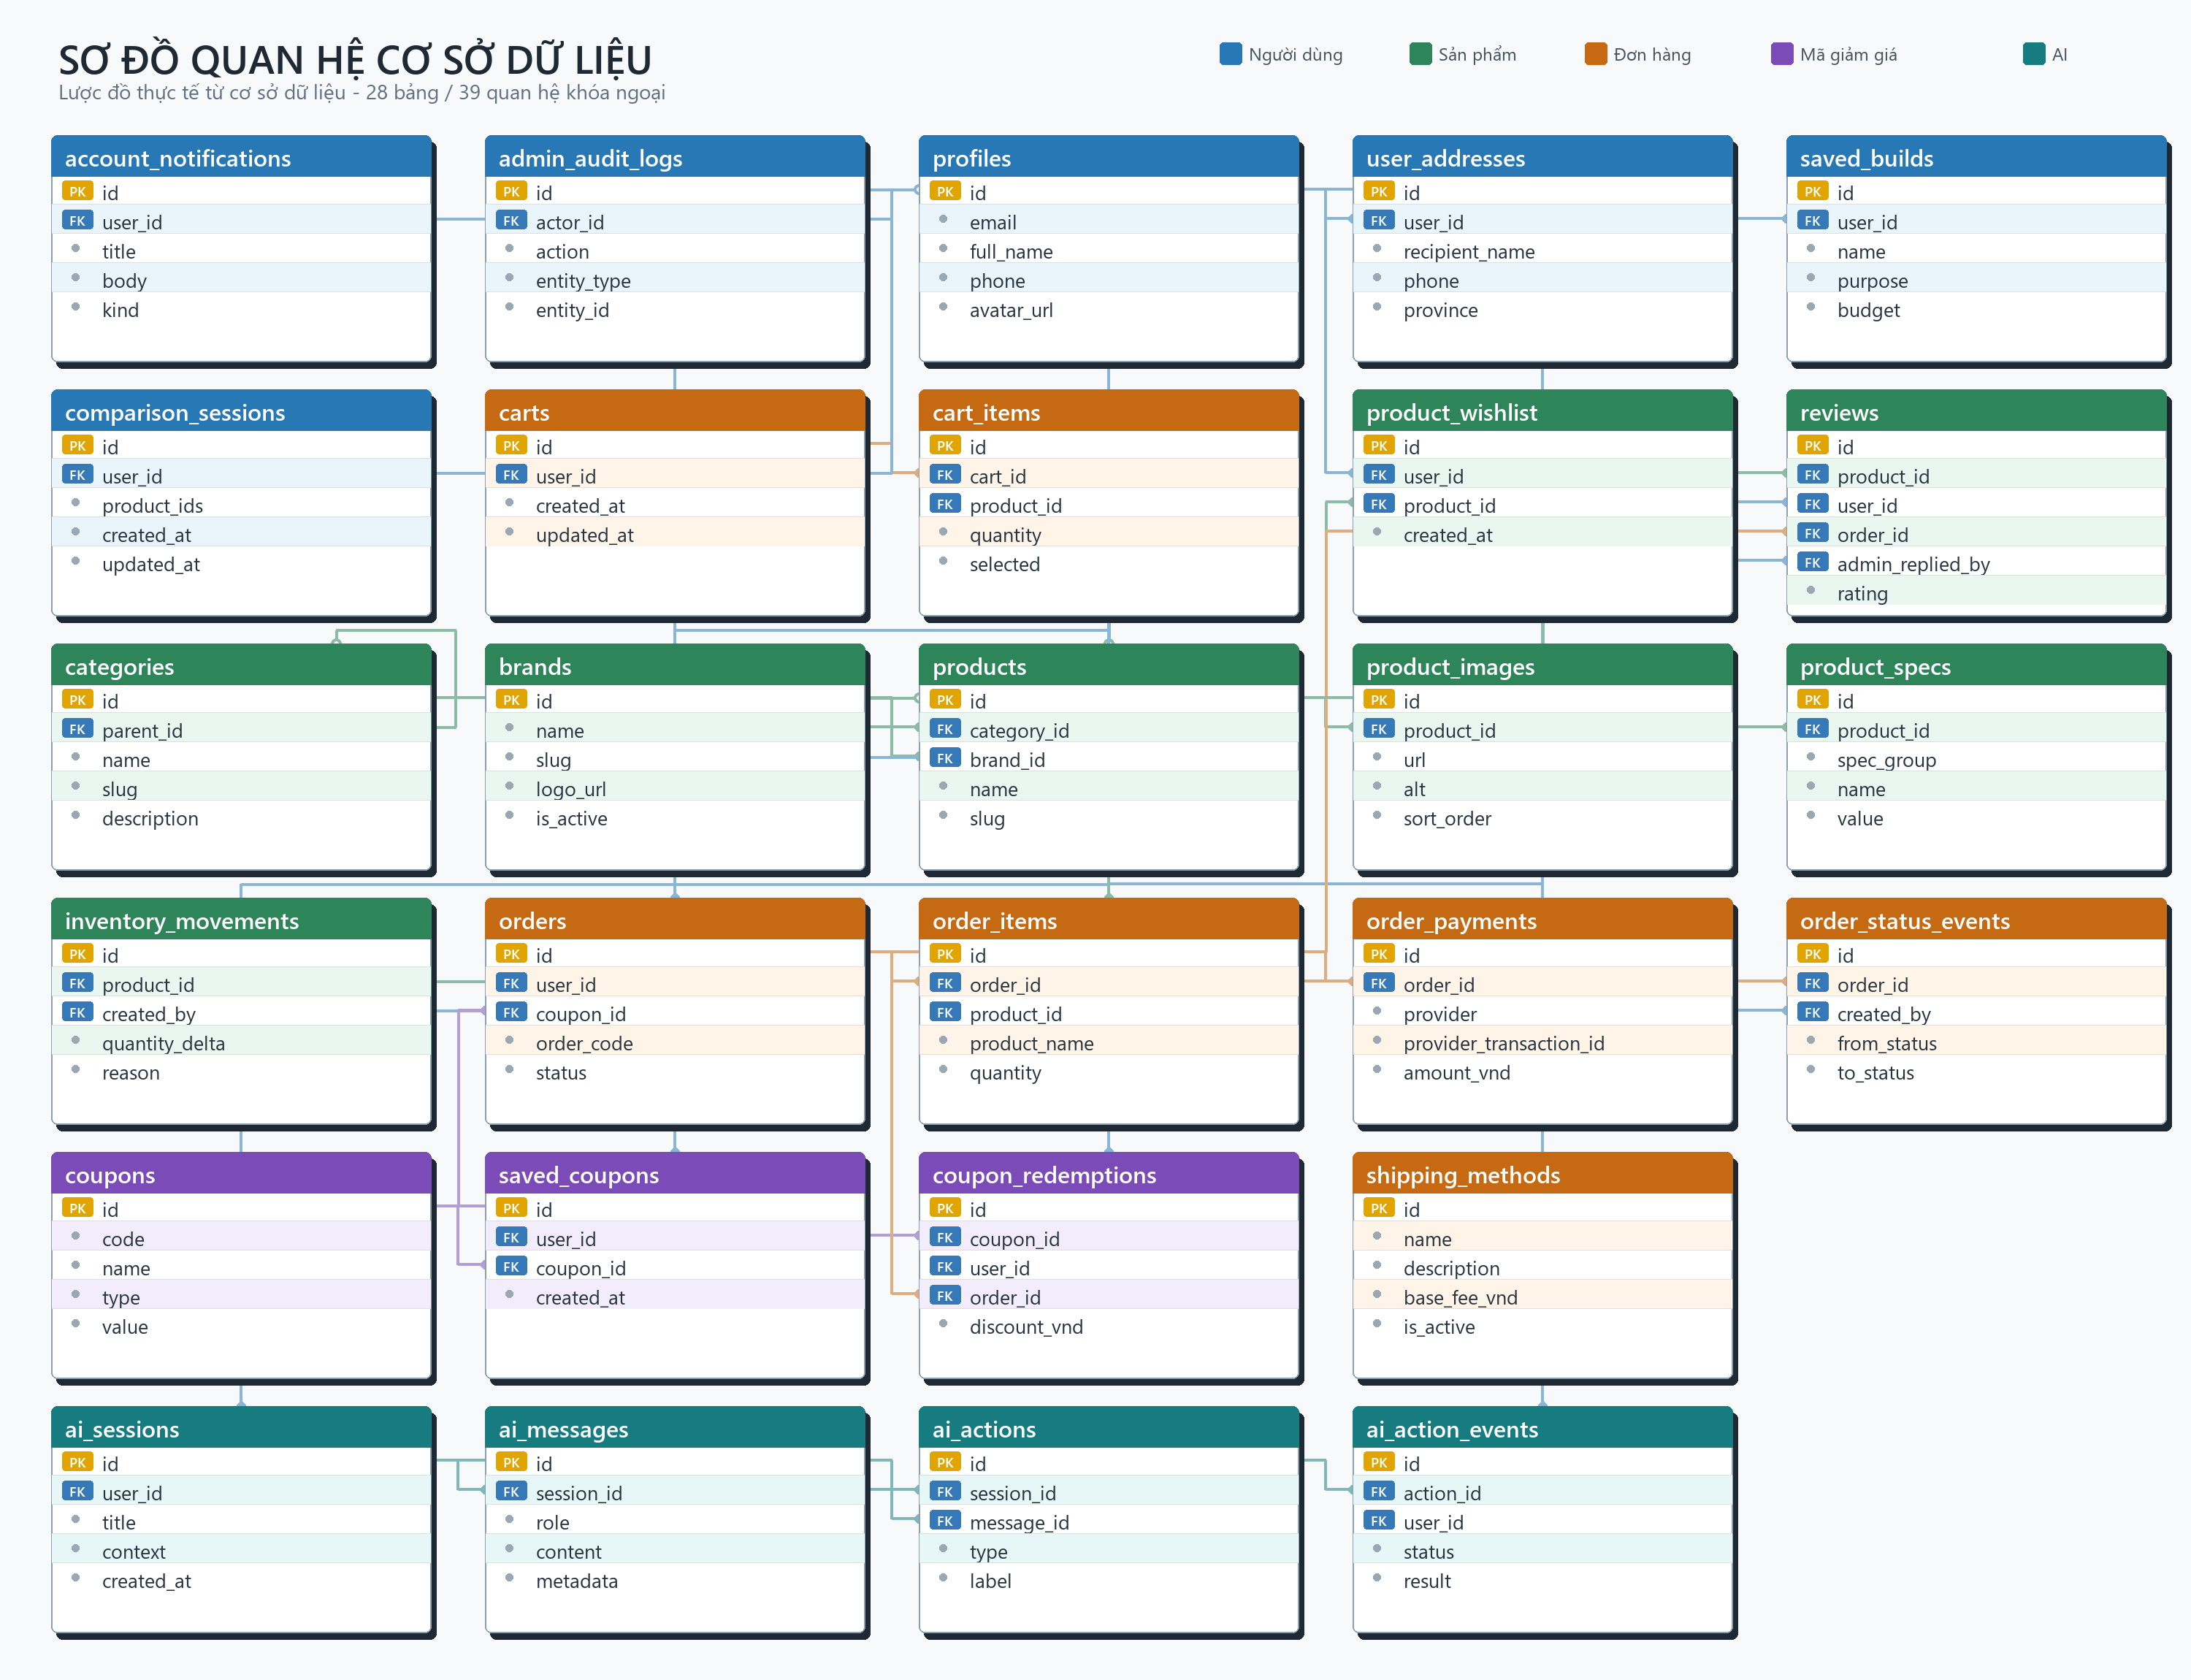 SƠ ĐỒ QUAN HỆ CƠ SỞ DỮ LIỆU
Lược đồ thực tế từ cơ sở dữ liệu - 28 bảng / 39 quan hệ khóa ngoại
Người dùng
Sản phẩm
Đơn hàng
Mã giảm giá
AI
account_notifications
PK id
FK user_id
title
body
kind
admin_audit_logs
PK id
FK actor_id
action
entity_type
entity_id
profiles
PK id
email
full_name
phone
avatar_url
user_addresses
PK id
FK user_id
recipient_name
phone
province
saved_builds
PK id
FK user_id
name
purpose
budget
comparison_sessions
PK id
FK user_id
product_ids
created_at
updated_at
carts
PK id
FK user_id
created_at
updated_at
cart_items
PK id
FK cart_id
FK product_id
quantity
selected
product_wishlist
PK id
FK user_id
FK product_id
created_at
reviews
PK id
FK product_id
FK user_id
FK order_id
FK admin_replied_by
rating
categories
PK id
FK parent_id
name
slug
description
brands
PK id
name
slug
logo_url
is_active
products
PK id
FK category_id
FK brand_id
name
slug
product_images
PK id
FK product_id
url
alt
sort_order
product_specs
PK id
FK product_id
spec_group
name
value
inventory_movements
PK id
FK product_id
FK created_by
quantity_delta
reason
orders
PK id
FK user_id
FK coupon_id
order_code
status
order_items
PK id
FK order_id
FK product_id
product_name
quantity
order_payments
PK id
FK order_id
provider
provider_transaction_id
amount_vnd
order_status_events
PK id
FK order_id
FK created_by
from_status
to_status
coupons
PK id
code
name
type
value
saved_coupons
PK id
FK user_id
FK coupon_id
created_at
coupon_redemptions
PK id
FK coupon_id
FK user_id
FK order_id
discount_vnd
shipping_methods
PK id
name
description
base_fee_vnd
is_active
ai_sessions
PK id
FK user_id
title
context
created_at
ai_messages
PK id
FK session_id
role
content
metadata
ai_actions
PK id
FK session_id
FK message_id
type
label
ai_action_events
PK id
FK action_id
FK user_id
status
result